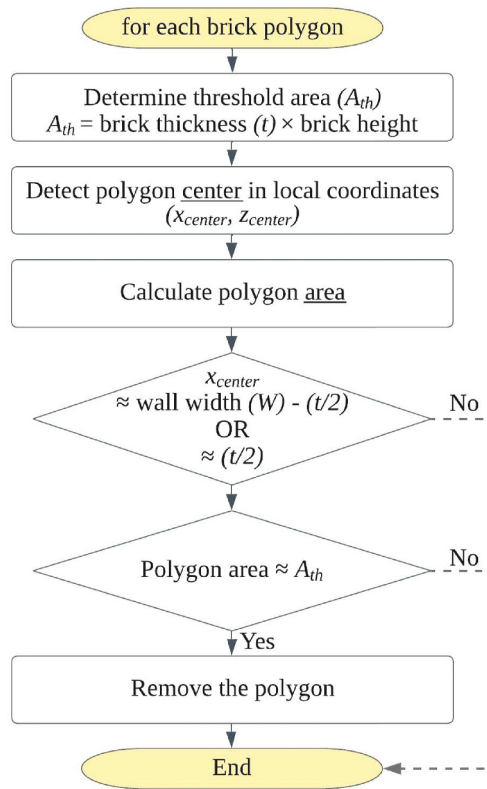 for each brick polygon
Determine threshold area (Ath)
Ath = brick thickness (t) × brick height
Detect polygon center in local coordinates
(xcenter, zcenter)
Calculate polygon area
xcenter
≈ wall width (W) - (t/2)
OR
≈ (t/2)
No
Polygon area ≈ Ath
No
Yes
Remove the polygon
End